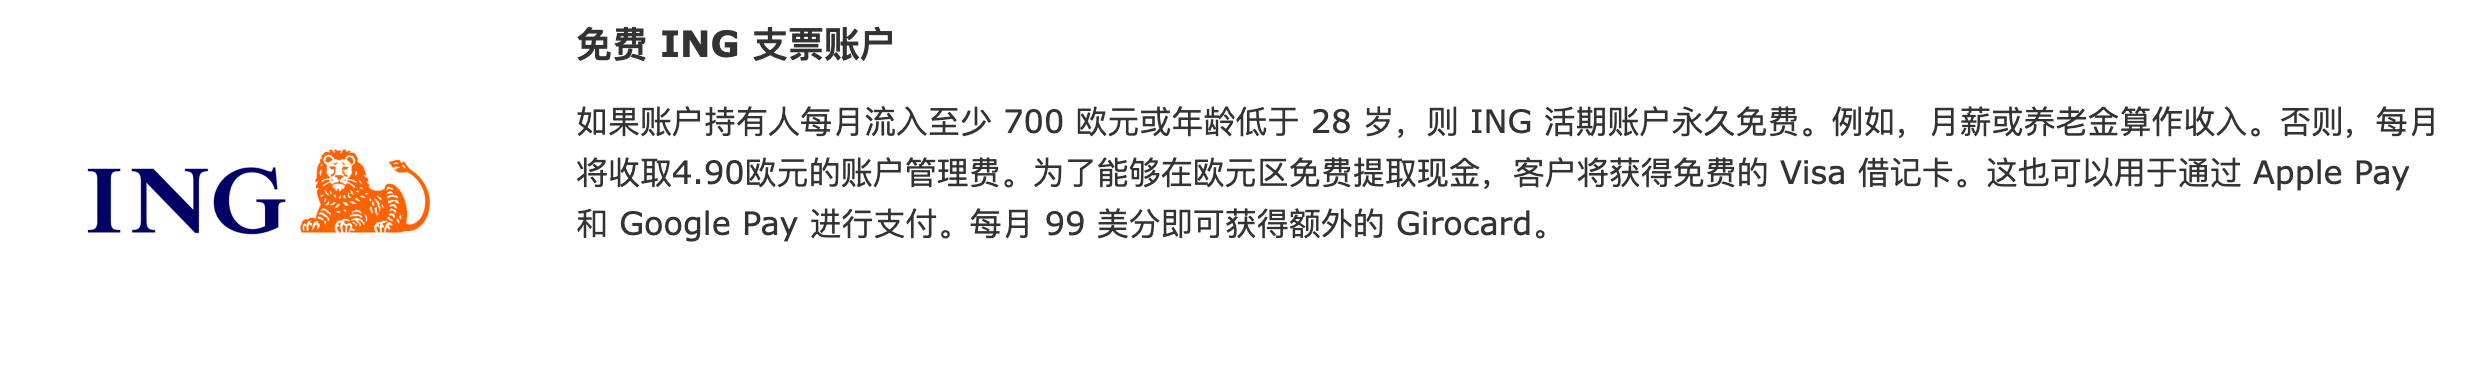 免费 ING 支票账户
ING
如果账户持有人每月流入至少 700 欧元或年龄低于 28 岁，则 ING 活期账户永久免费。例如，月薪或养老金算作收入。否则，每月
将收取4.90欧元的账户管理费。为了能够在欧元区免费提取现金，客户将获得免费的 Visa 借记卡。这也可以用于通过 Apple Pay
和 Google Pay 进行支付。每月 99 美分即可获得额外的 Girocard。